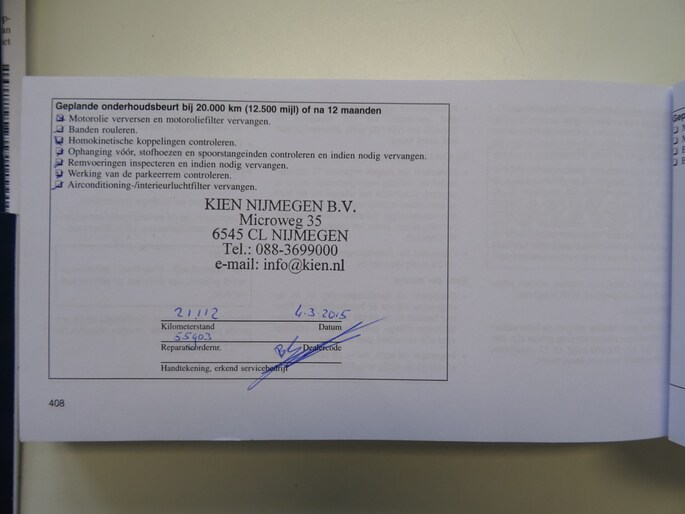 Geplande onderhoudsbeurt bij 20.000 km (12.500 mijl) of na 12 maanden
Motorolie verversen en motoroliefilter vervangen.
Banden rouleren.
Homokinetische koppelingen controleren.
Ophanging vóór, stofhoezen en spoorstangeinden controleren en indien nodig vervangen.
Remvoeringen inspecteren en indien nodig vervangen.
Werking van de parkeerrem controleren.
Airconditioning-/interieurluchtfilter vervangen.
KIEN NIJMEGEN B.V.
Microweg 35
6545 CL NIJMEGEN
Tel.: 088-3699000
e-mail: info@kien.nl
21,112 4.3.2015
Kilometerstand Datum
55903
Reparatieordernr. Dealercode
Handtekening, erkend servicebedrijf
408